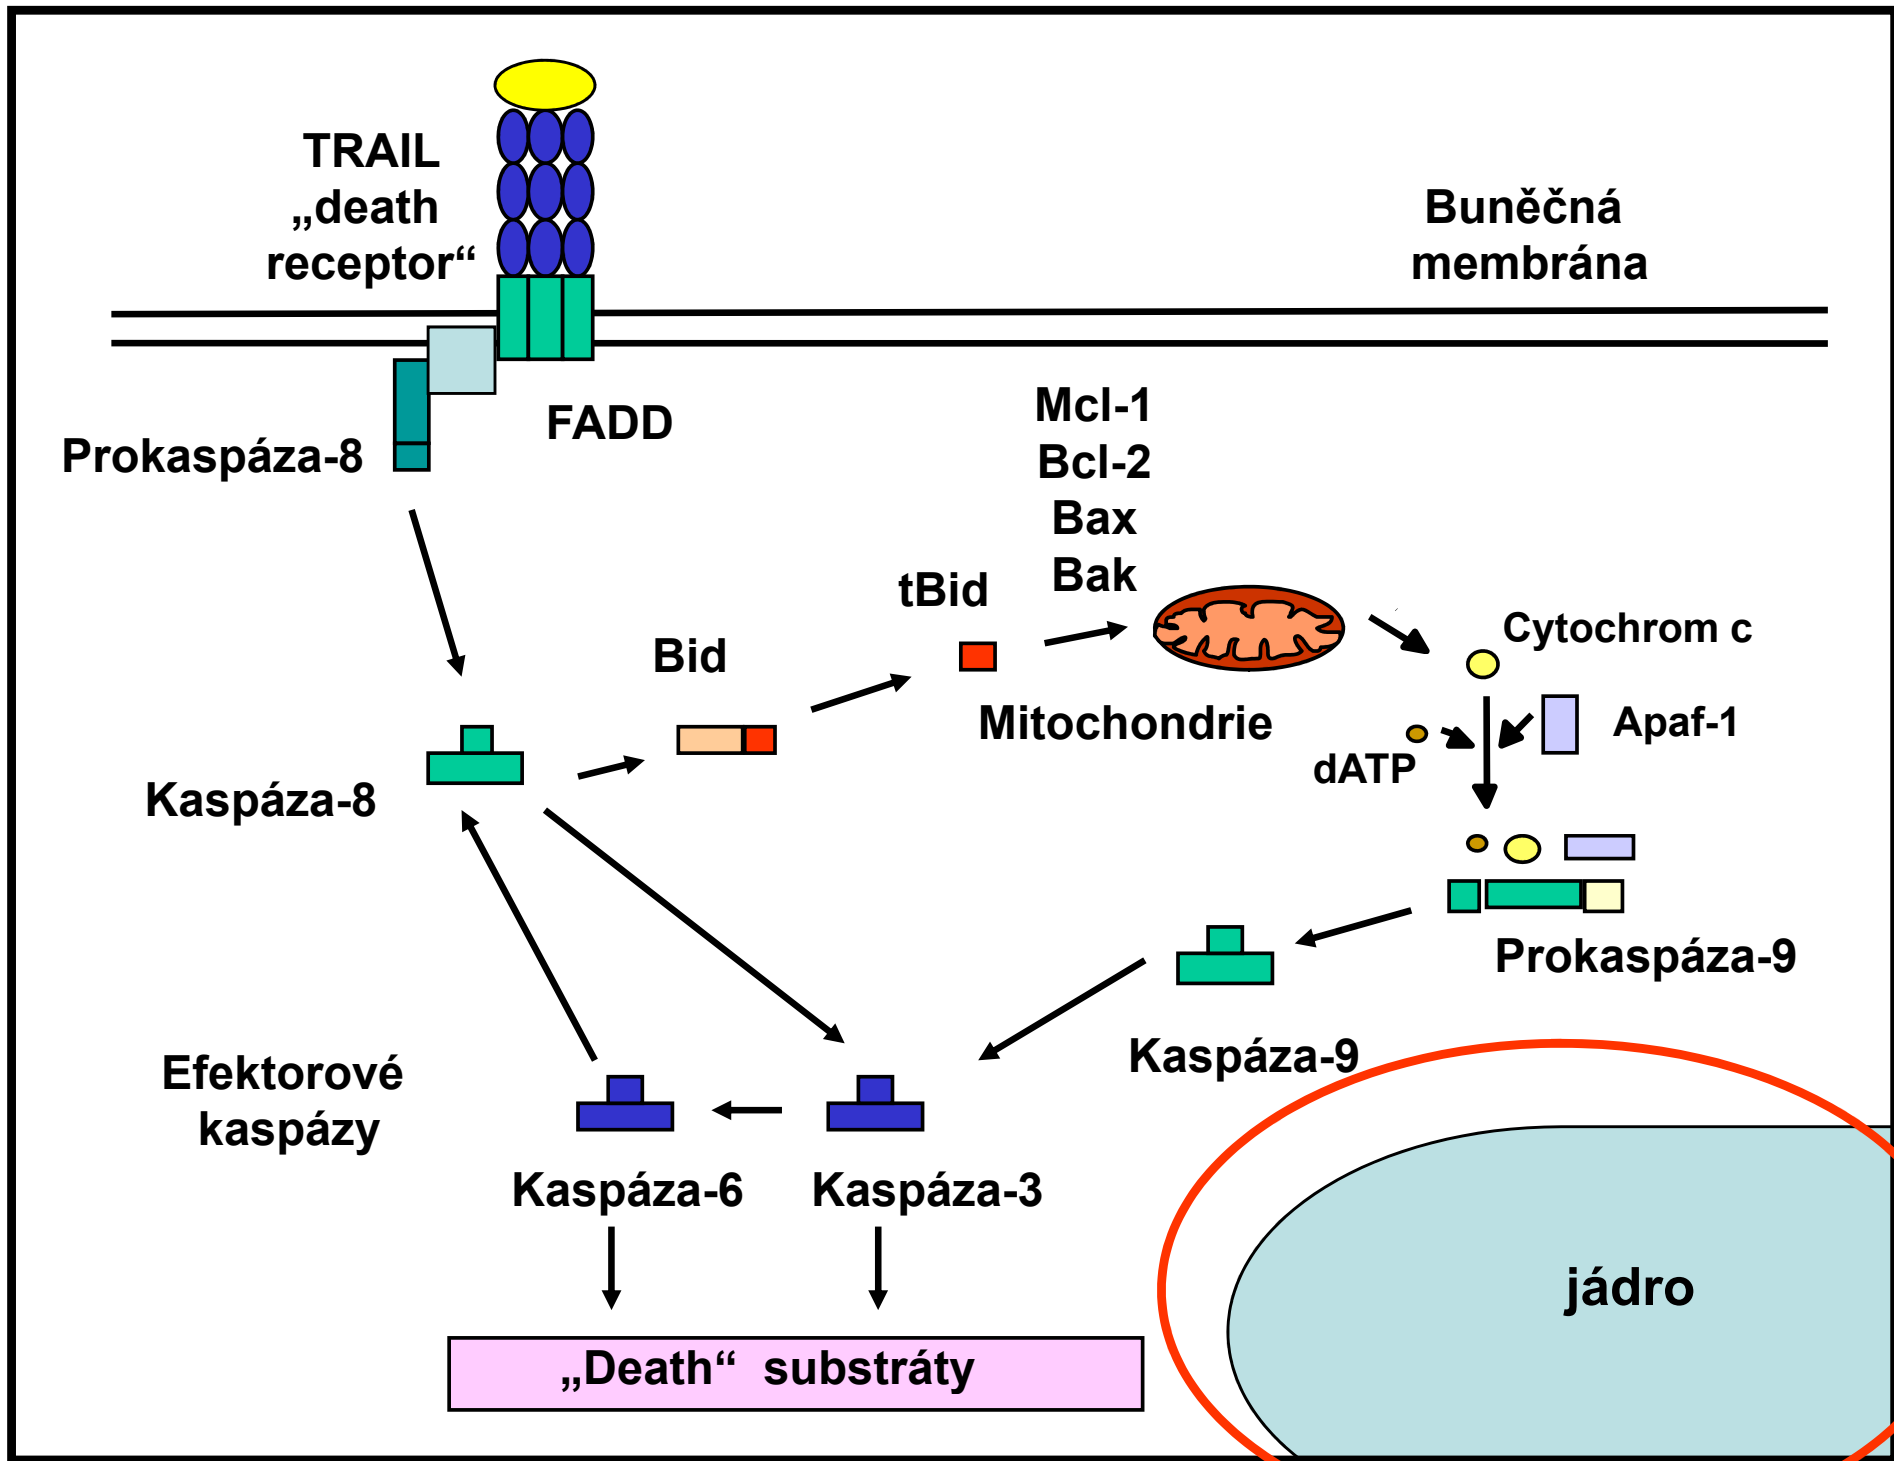 TRAIL
„death
receptor“
Buněčná
membrána
FADD
Prokaspáza-8
Mcl-1
Bcl-2
Bax
Bak
tBid
Bid
Cytochrom c
Mitochondrie
Apaf-1
dATP
Kaspáza-8
Prokaspáza-9
Kaspáza-9
Efektorové
kaspázy
Kaspáza-6
Kaspáza-3
jádro
„Death“ substráty